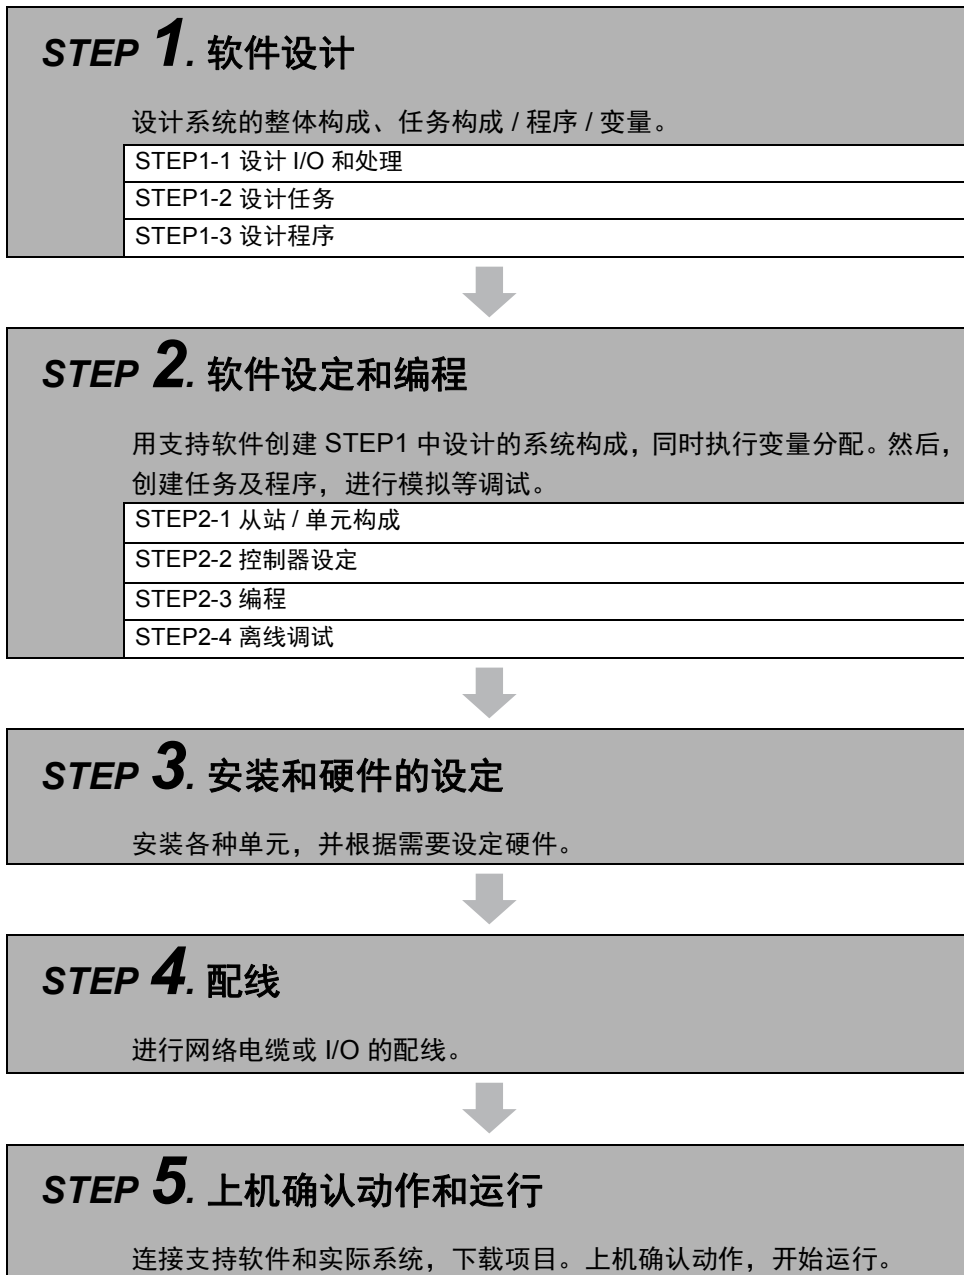 STEP 1. 软件设计
设计系统的整体构成、任务构成 / 程序 / 变量。
STEP1-1 设计 I/O 和处理
STEP1-2 设计任务
STEP1-3 设计程序
STEP 2. 软件设定和编程
用支持软件创建 STEP1 中设计的系统构成，同时执行变量分配。然后，
创建任务及程序，进行模拟等调试。
STEP2-1 从站 / 单元构成
STEP2-2 控制器设定
STEP2-3 编程
STEP2-4 离线调试
STEP 3. 安装和硬件的设定
安装各种单元，并根据需要设定硬件。
STEP 4. 配线
进行网络电缆或 I/O 的配线。
STEP 5. 上机确认动作和运行
连接支持软件和实际系统，下载项目。上机确认动作，开始运行。